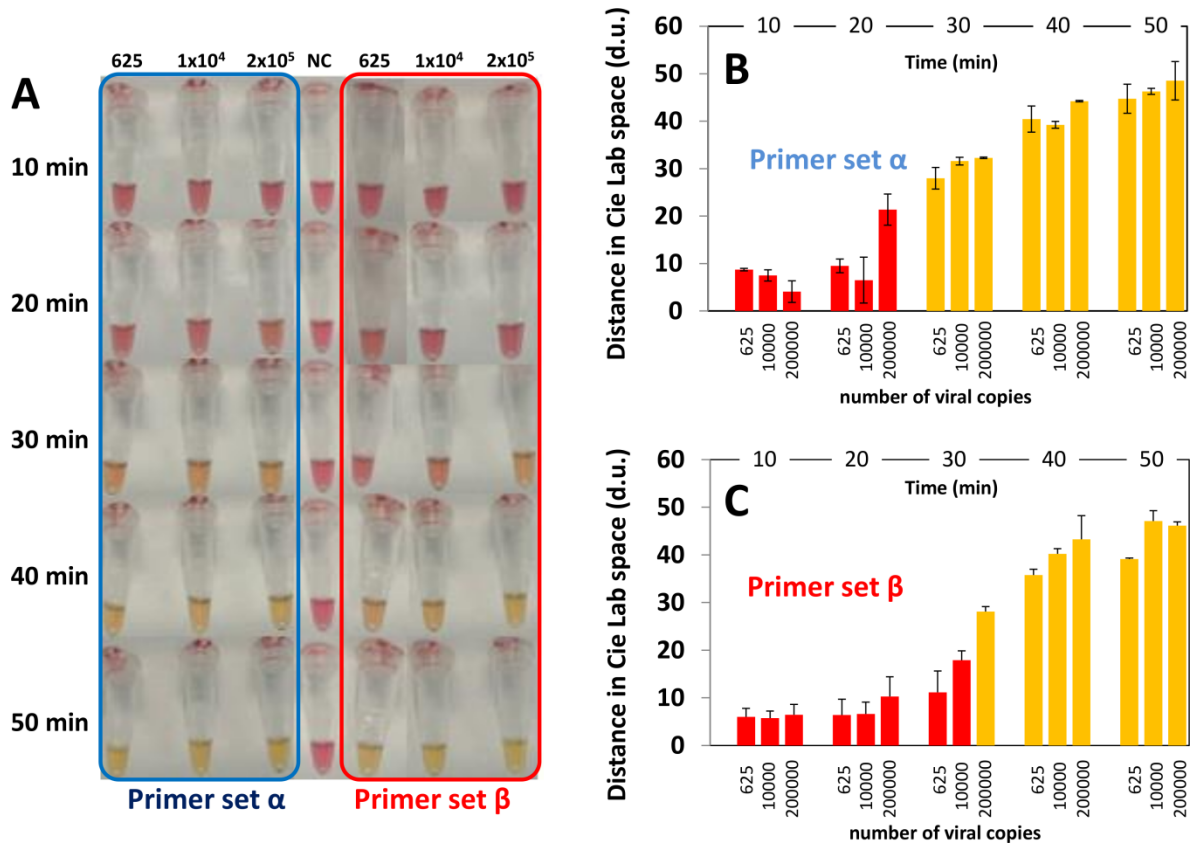 A
625 1x10⁴ 2x10⁵ NC 625 1x10⁴ 2x10⁵
10 min
20 min
30 min
40 min
50 min
Primer set α Primer set β
B
10 20 30 40 50
Time (min)
Primer set α
Distance in Cie Lab space (d.u.)
60
50
40
30
20
10
0
625 10000 200000 625 10000 200000 625 10000 200000 625 10000 200000 625 10000 200000
number of viral copies
C
10 20 30 40 50
Time (min)
Primer set β
Distance in Cie Lab space (d.u.)
60
50
40
30
20
10
0
625 10000 200000 625 10000 200000 625 10000 200000 625 10000 200000 625 10000 200000
number of viral copies